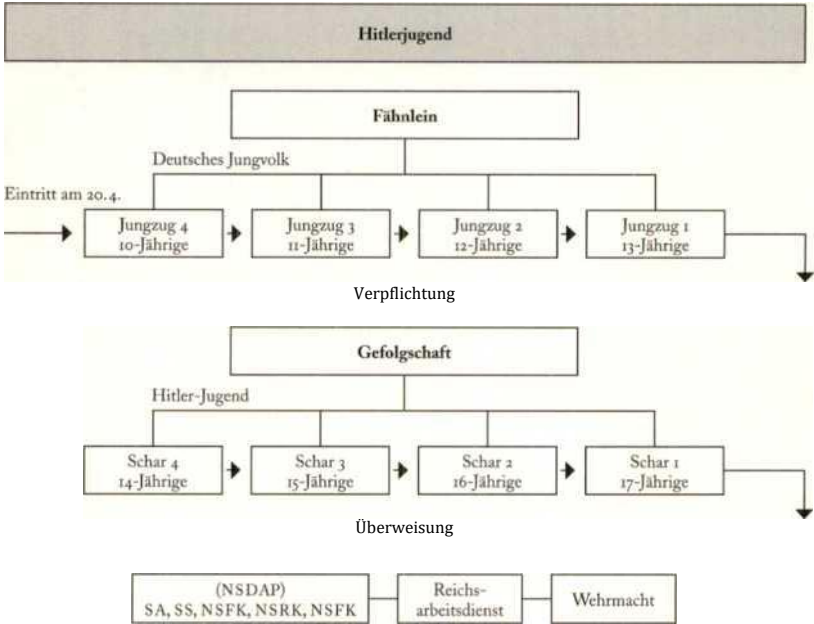 Hitlerjugend
Fähnlein
Deutsches Jungvolk
Eintritt am 20.4.
Jungzug 4
10-Jährige
Jungzug 3
11-Jährige
Jungzug 2
12-Jährige
Jungzug 1
13-Jährige
Verpflichtung
Gefolgschaft
Hitler-Jugend
Schar 4
14-Jährige
Schar 3
15-Jährige
Schar 2
16-Jährige
Schar 1
17-Jährige
Überweisung
(NSDAP)
SA, SS, NSFK, NSRK, NSFK
Reichs-
arbeitsdienst
Wehrmacht